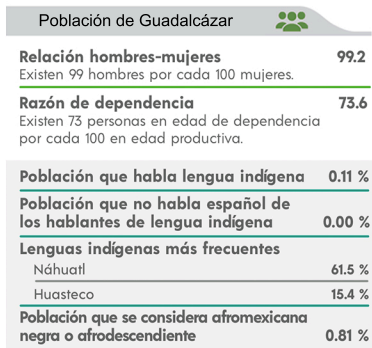 Población de Guadalcázar
Relación hombres-mujeres 99.2
Existen 99 hombres por cada 100 mujeres.
Razón de dependencia 73.6
Existen 73 personas en edad de dependencia
por cada 100 en edad productiva.
Población que habla lengua indígena 0.11 %
Población que no habla español de
los hablantes de lengua indígena 0.00 %
Lenguas indígenas más frecuentes
Náhuatl 61.5 %
Huasteco 15.4 %
Población que se considera afromexicana
negra o afrodescendiente 0.81 %